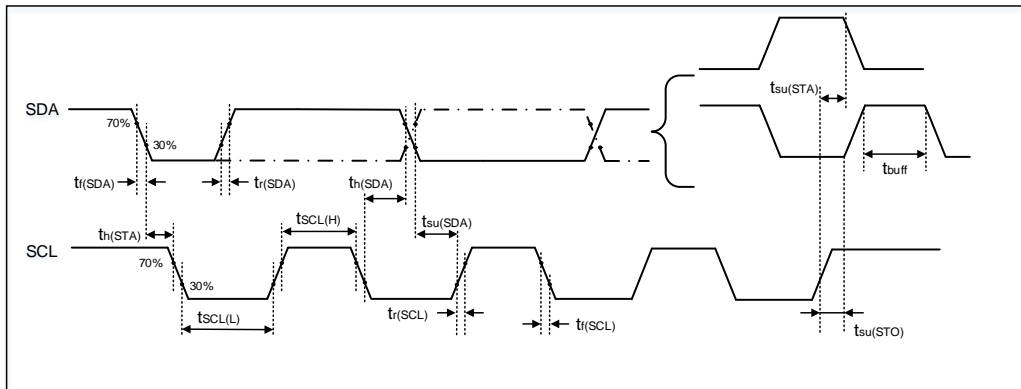 tsu(STA)
SDA
70%
30%
tbuff
tf(SDA)
tr(SDA)
th(SDA)
tSCL(H)
tsu(SDA)
th(STA)
SCL
70%
30%
tSCL(L)
tr(SCL)
tf(SCL)
tsu(STO)